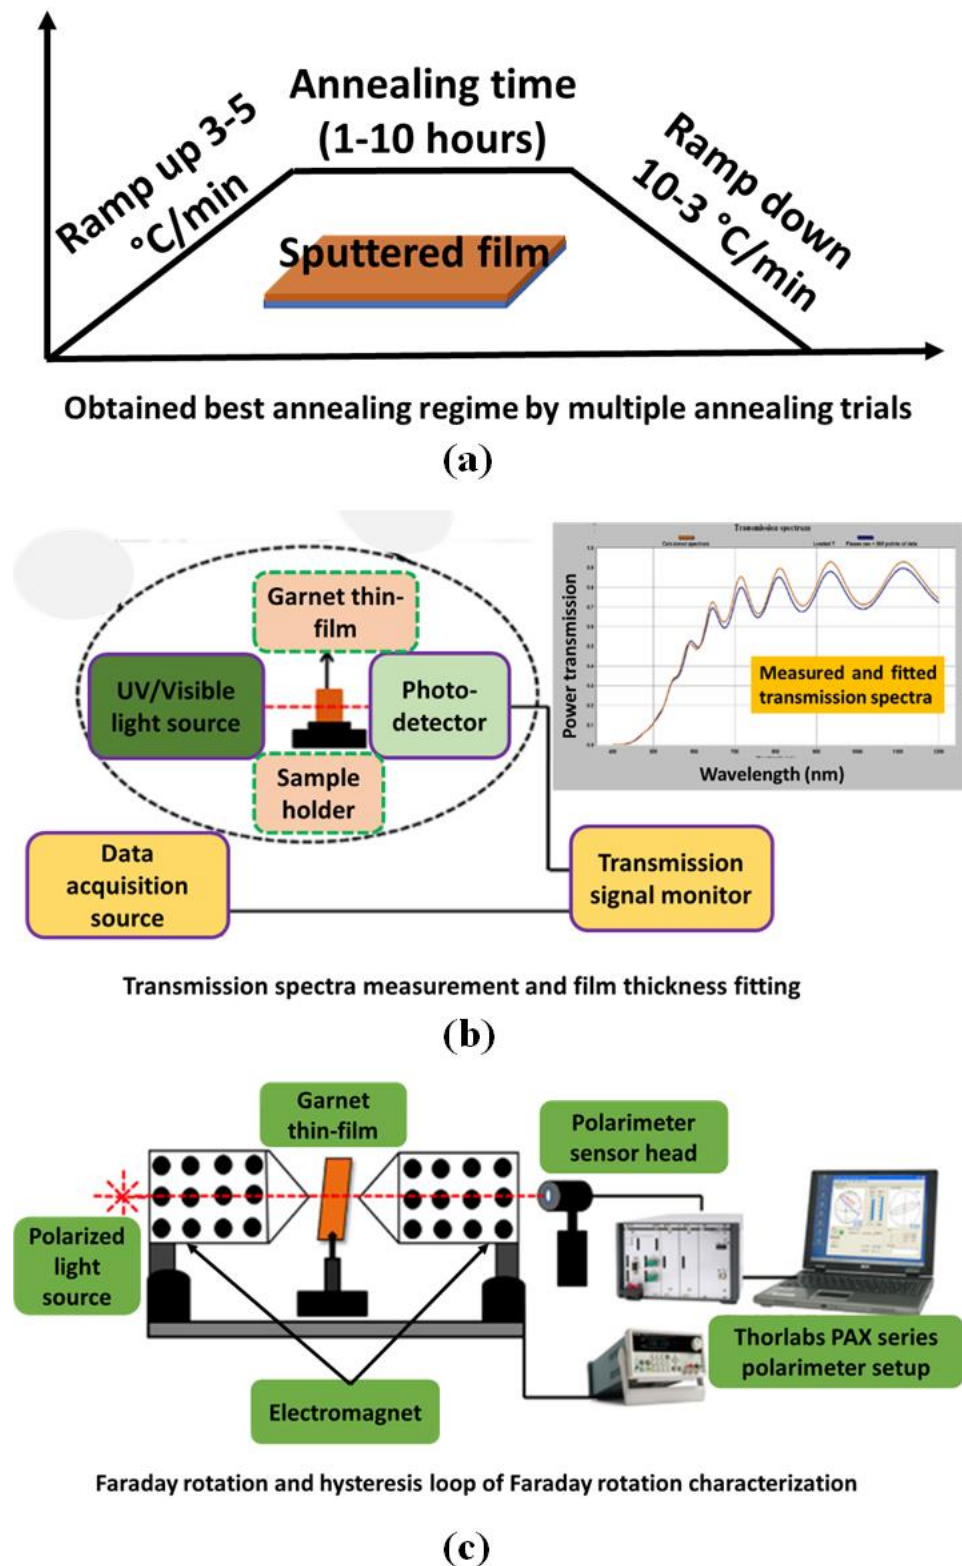 Ramp up 3-5
°C/min
Annealing time
(1-10 hours)
Ramp down
10-3 °C/min
Sputtered film
Obtained best annealing regime by multiple annealing trials
(a)
Garnet thin-
film
UV/Visible
light source
Photo-
detector
Sample
holder
Data
acquisition
source
Transmission
signal monitor
Transmission spectrum
Calculated spectrum
Loaded T
Power transmission
Measured and fitted
transmission spectra
Wavelength (nm)
Transmission spectra measurement and film thickness fitting
(b)
Garnet
thin-film
Polarimeter
sensor head
Polarized
light
source
Thorlabs PAX series
polarimeter setup
Electromagnet
Faraday rotation and hysteresis loop of Faraday rotation characterization
(c)